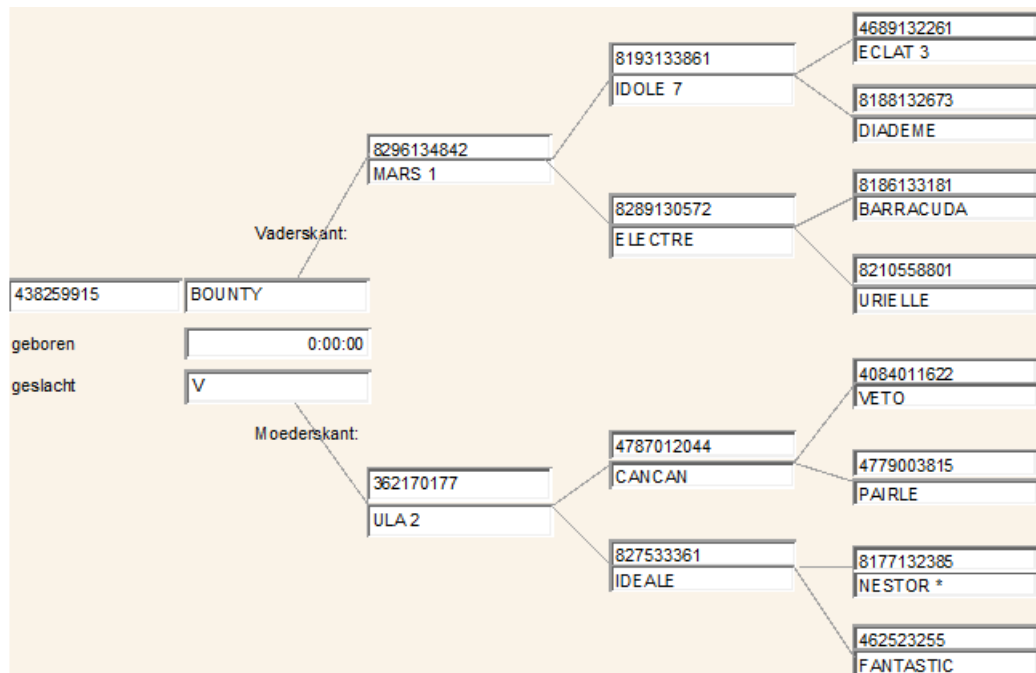 4689132261
ECLAT 3
8193133861
IDOLE 7
8188132673
DIADEME
8296134842
MARS 1
8186133181
BARRACUDA
8289130572
ELECTRE
Vaderskant:
8210558801
URIELLE
438259915 BOUNTY
geboren 0:00:00
geslacht V
4084011622
VETO
Moederskant:
4787012044
CANCAN
4779003815
PAIRLE
362170177
ULA 2
827533361
IDEALE
8177132385
NESTOR *
462523255
FANTASTIC